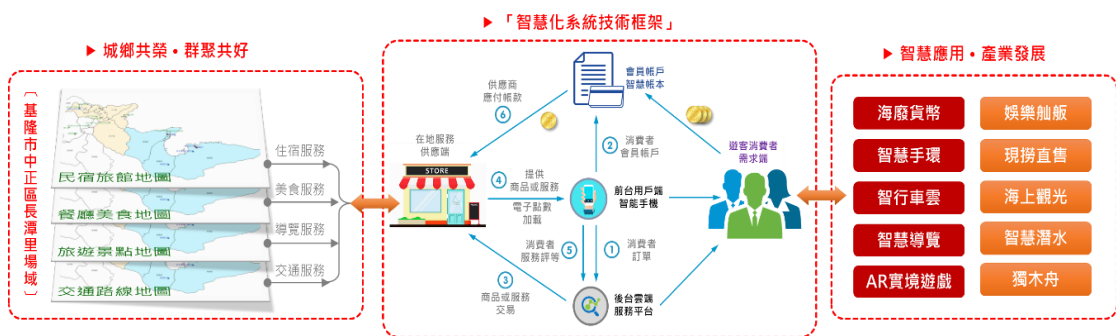 ▶ 城鄉共榮•群聚共好
〔基隆市中正區長潭里場域〕
民宿旅館地圖
餐廳美食地圖
旅遊景點地圖
交通路線地圖
住宿服務
美食服務
導覽服務
交通服務
▶ 「智慧化系統技術框架」
會員帳戶
智慧帳本
供應商
應付帳款
⑥
在地服務
供應端
STORE
② 消費者
會員帳戶
遊客消費者
需求端
④ 提供
商品或服務
電子點數
加載
前台用戶端
智能手機
消費者
服務評等
⑤
① 消費者
訂單
③
商品或服務
交易
後台雲端
服務平台
▶ 智慧應用•產業發展
海廢貨幣
智慧手環
智行車雲
智慧導覽
AR實境遊戲
娛樂舢舨
現撈直售
海上觀光
智慧潛水
獨木舟